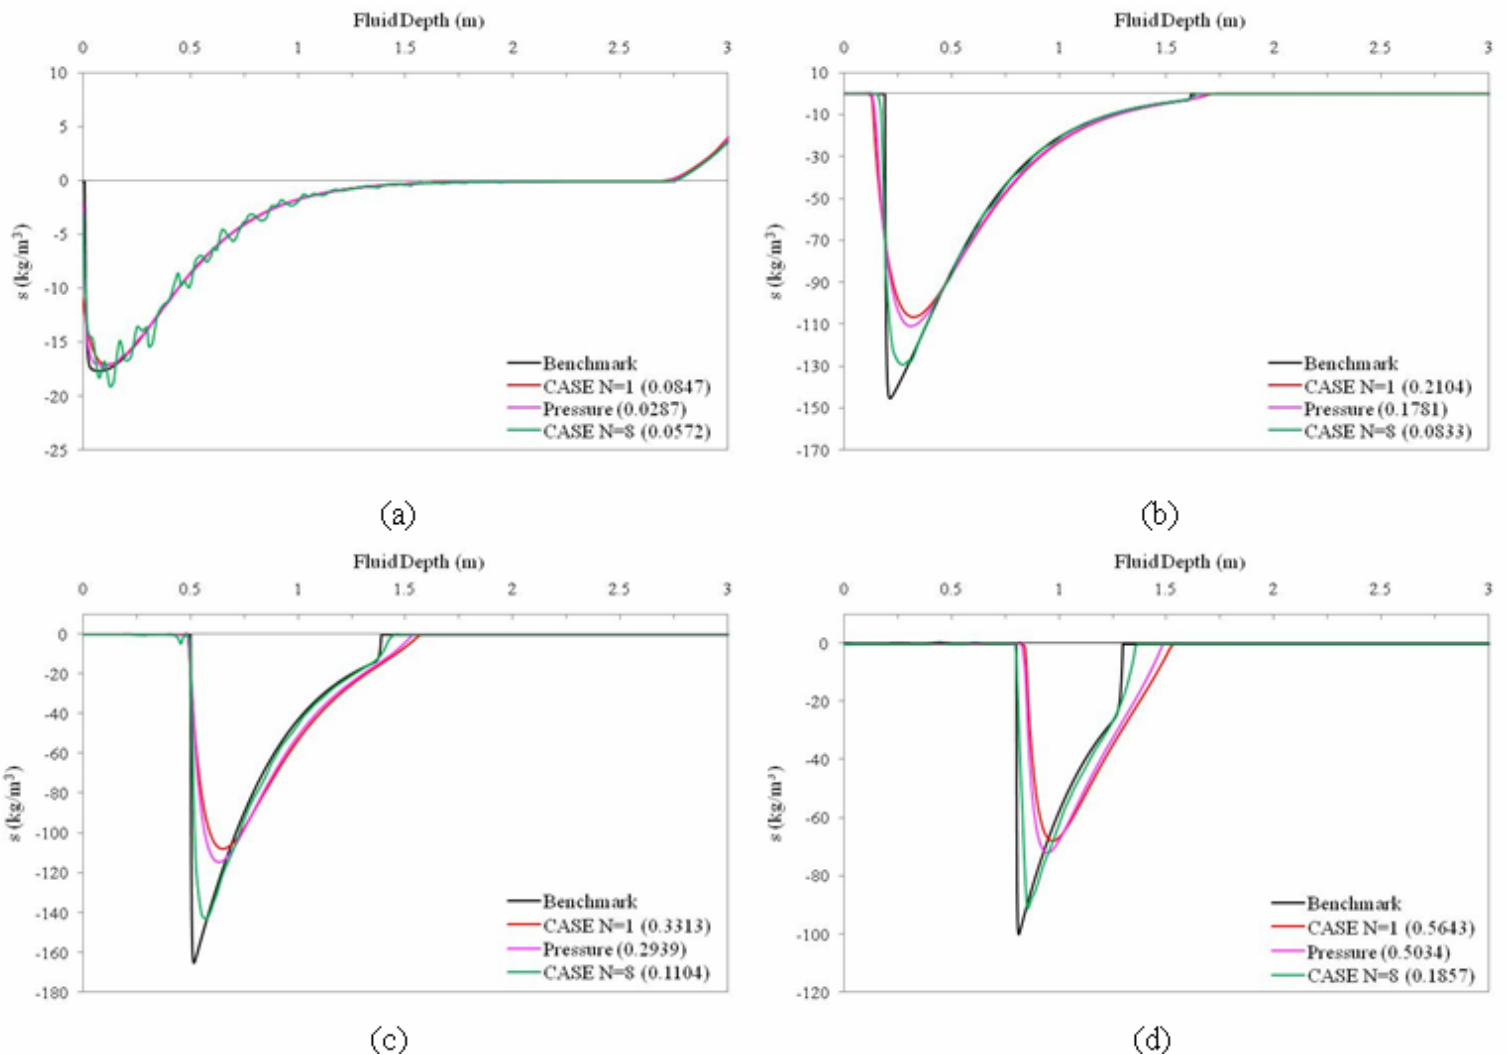 Fluid Depth (m)
0 0.5 1 1.5 2 2.5 3
10
5
0
-5
-10
-15
-20
-25
s (kg/m³)
Benchmark
CASE N=1 (0.0847)
Pressure (0.0287)
CASE N=8 (0.0572)
(a)
Fluid Depth (m)
0 0.5 1 1.5 2 2.5 3
10
-10
-30
-50
-70
-90
-110
-130
-150
-170
s (kg/m³)
Benchmark
CASE N=1 (0.2104)
Pressure (0.1781)
CASE N=8 (0.0833)
(b)
Fluid Depth (m)
0 0.5 1 1.5 2 2.5 3
0
-20
-40
-60
-80
-100
-120
-140
-160
-180
s (kg/m³)
Benchmark
CASE N=1 (0.3313)
Pressure (0.2939)
CASE N=8 (0.1104)
(c)
Fluid Depth (m)
0 0.5 1 1.5 2 2.5 3
0
-20
-40
-60
-80
-100
-120
s (kg/m³)
Benchmark
CASE N=1 (0.5643)
Pressure (0.5034)
CASE N=8 (0.1857)
(d)